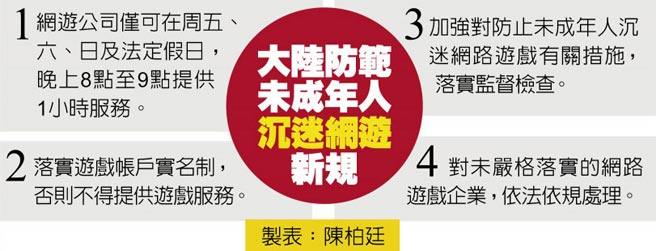 大陸防範
未成年人
沉迷網遊
新規
1 網遊公司僅可在周五、
六、日及法定假日，
晚上8點至9點提供
1小時服務。
2 落實遊戲帳戶實名制，
否則不得提供遊戲服務。
3 加強對防止未成年人沉
迷網路遊戲有關措施，
落實監督檢查。
4 對未嚴格落實的網路
遊戲企業，依法依規處理。
製表：陳柏廷